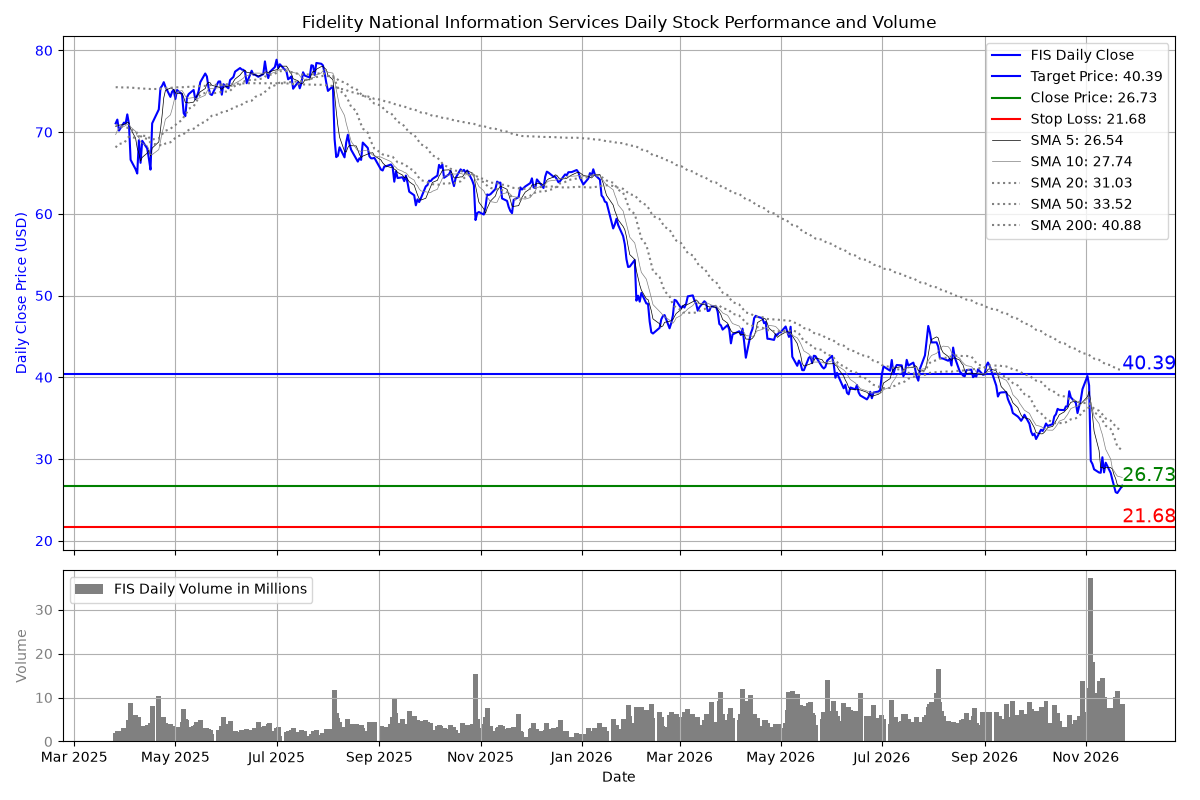 Fidelity National Information Services Daily Stock Performance and Volume
80
70
60
50
40
30
20
Daily Close Price (USD)
FIS Daily Close
Target Price: 40.39
Close Price: 26.73
Stop Loss: 21.68
SMA 5: 26.54
SMA 10: 27.74
SMA 20: 31.03
SMA 50: 33.52
SMA 200: 40.88
40.39
26.73
21.68
FIS Daily Volume in Millions
30
20
10
0
Volume
Mar 2025 May 2025 Jul 2025 Sep 2025 Nov 2025 Jan 2026 Mar 2026 May 2026 Jul 2026 Sep 2026 Nov 2026
Date